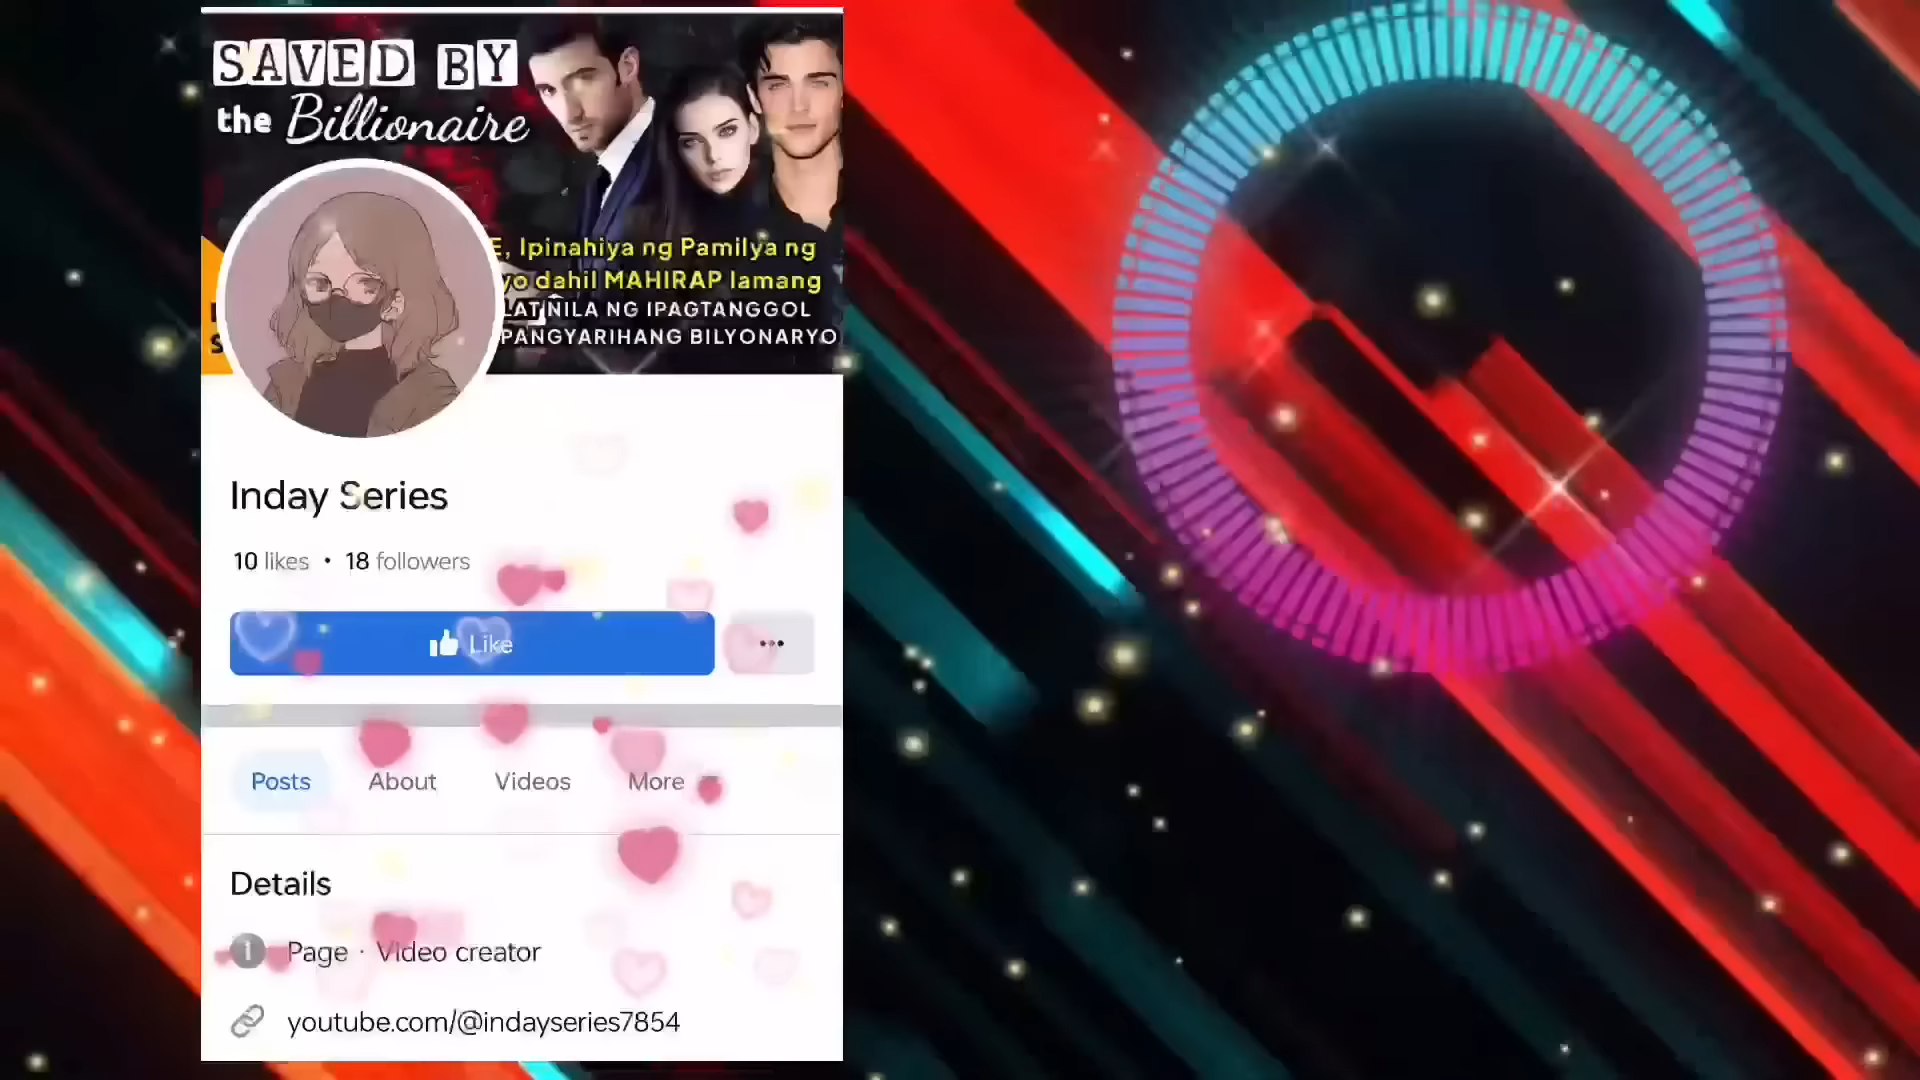 SAVED BY
the Billionaire
E, Ipinahiya ng Pamilya ng
yo dahil MAHIRAP lamang
LAT NILA NG IPAGTANGGOL
PANGYARIHANG BILYONARYO
Inday Series
10 likes • 18 followers
Like
Posts About Videos More
Details
Page · Video creator
youtube.com/@indayseries7854